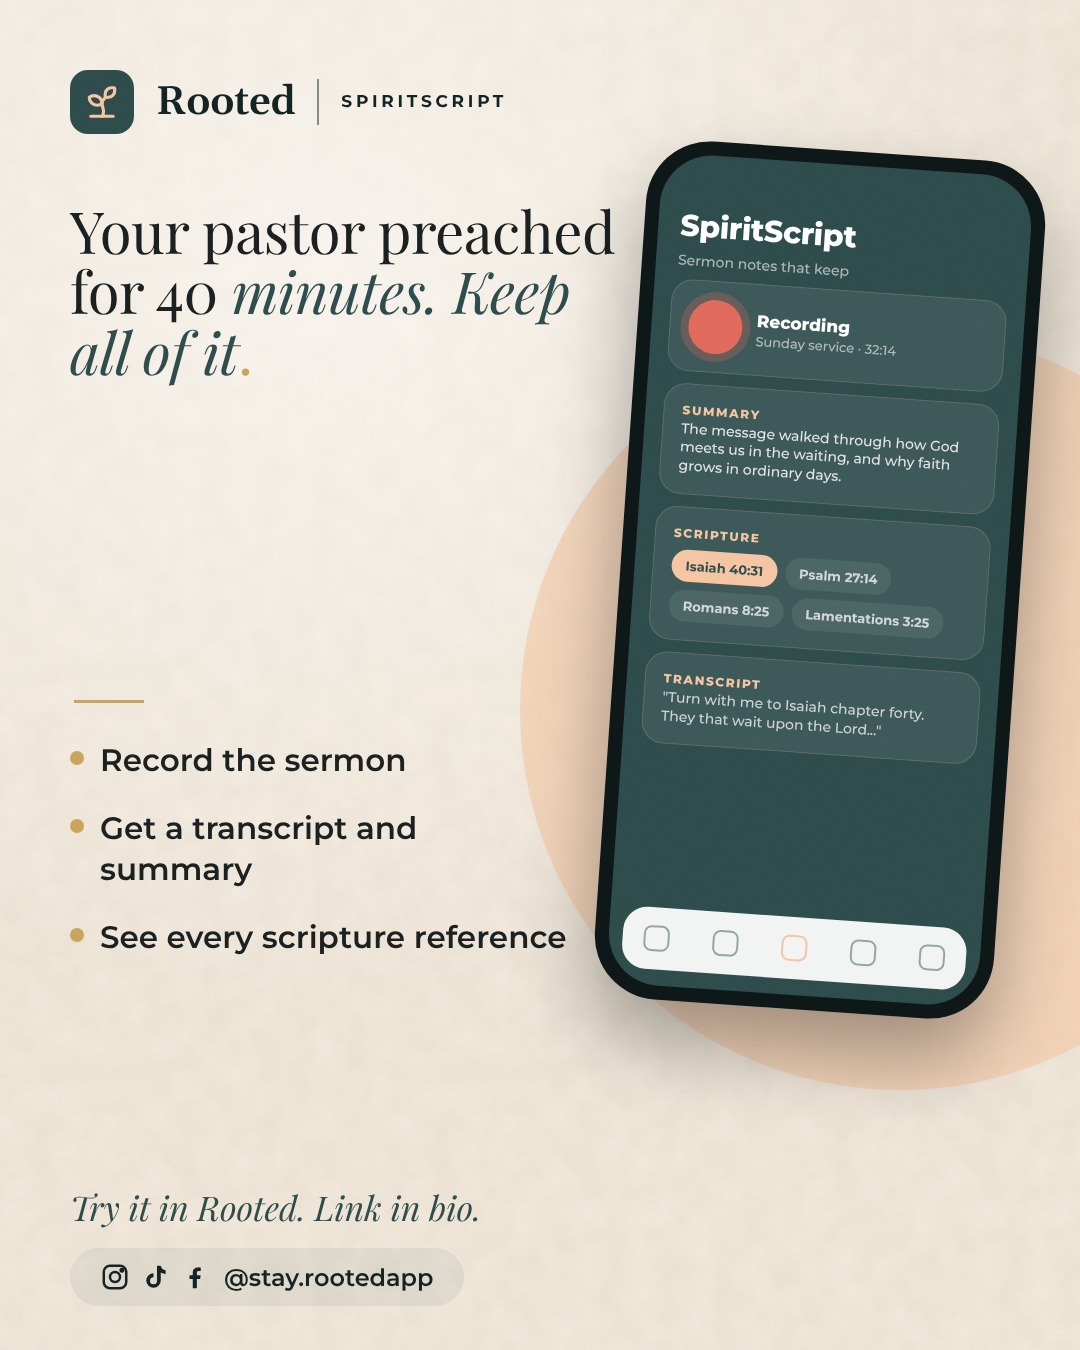 Rooted
SPIRITSCRIPT
Your pastor preached
for 40 minutes. Keep
all of it.
Record the sermon
Get a transcript and
summary
See every scripture reference
SpiritScript
Sermon notes that keep
Recording
Sunday service · 32:14
SUMMARY
The message walked through how God
meets us in the waiting, and why faith
grows in ordinary days.
SCRIPTURE
Isaiah 40:31
Psalm 27:14
Romans 8:25
Lamentations 3:25
TRANSCRIPT
"Turn with me to Isaiah chapter forty.
They that wait upon the Lord..."
Try it in Rooted. Link in bio.
@stay.rootedapp